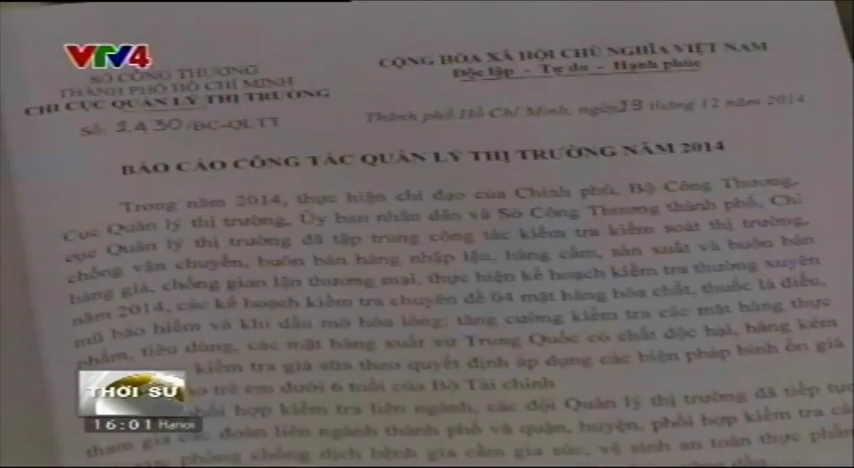 VTV4
SỞ CÔNG THƯƠNG
THÀNH PHỐ HỒ CHÍ MINH
CHI CỤC QUẢN LÝ THỊ TRƯỜNG
Số: 2430/BC-QLTT
CỘNG HÒA XÃ HỘI CHỦ NGHĨA VIỆT NAM
Độc lập - Tự do - Hạnh phúc
Thành phố Hồ Chí Minh, ngày 19 tháng 12 năm 2014
BÁO CÁO CÔNG TÁC QUẢN LÝ THỊ TRƯỜNG NĂM 2014
Trong năm 2014, thực hiện chỉ đạo của Chính phủ, Bộ Công Thương,
Cục Quản lý thị trường, Ủy ban nhân dân và Sở Công Thương thành phố, Chi
cục Quản lý thị trường đã tập trung công tác kiểm tra kiểm soát thị trường,
chống vận chuyển, buôn bán hàng nhập lậu, hàng cấm, sản xuất và buôn bán
hàng giả, chống gian lận thương mại, thực hiện kế hoạch kiểm tra thường xuyên
năm 2014, các kế hoạch kiểm tra chuyên đề 04 mặt hàng hóa chất, thuốc lá điếu,
mũ bảo hiểm và khí dầu mỏ hóa lỏng; tăng cường kiểm tra các mặt hàng thực
phẩm, tiêu dùng, các mặt hàng xuất xứ Trung Quốc có chất độc hại, hàng kém
kiểm tra giá sữa theo quyết định áp dụng các biện pháp bình ổn giá
trẻ em dưới 6 tuổi của Bộ Tài chính
phối hợp kiểm tra liên ngành, các đội Quản lý thị trường đã tiếp tục
tham gia các đoàn liên ngành thành phố và quận, huyện, phối hợp kiểm tra
phòng chống dịch bệnh gia cầm gia súc, vệ sinh an toàn thực phẩm
THỜI SỰ
16:01 Hanoi